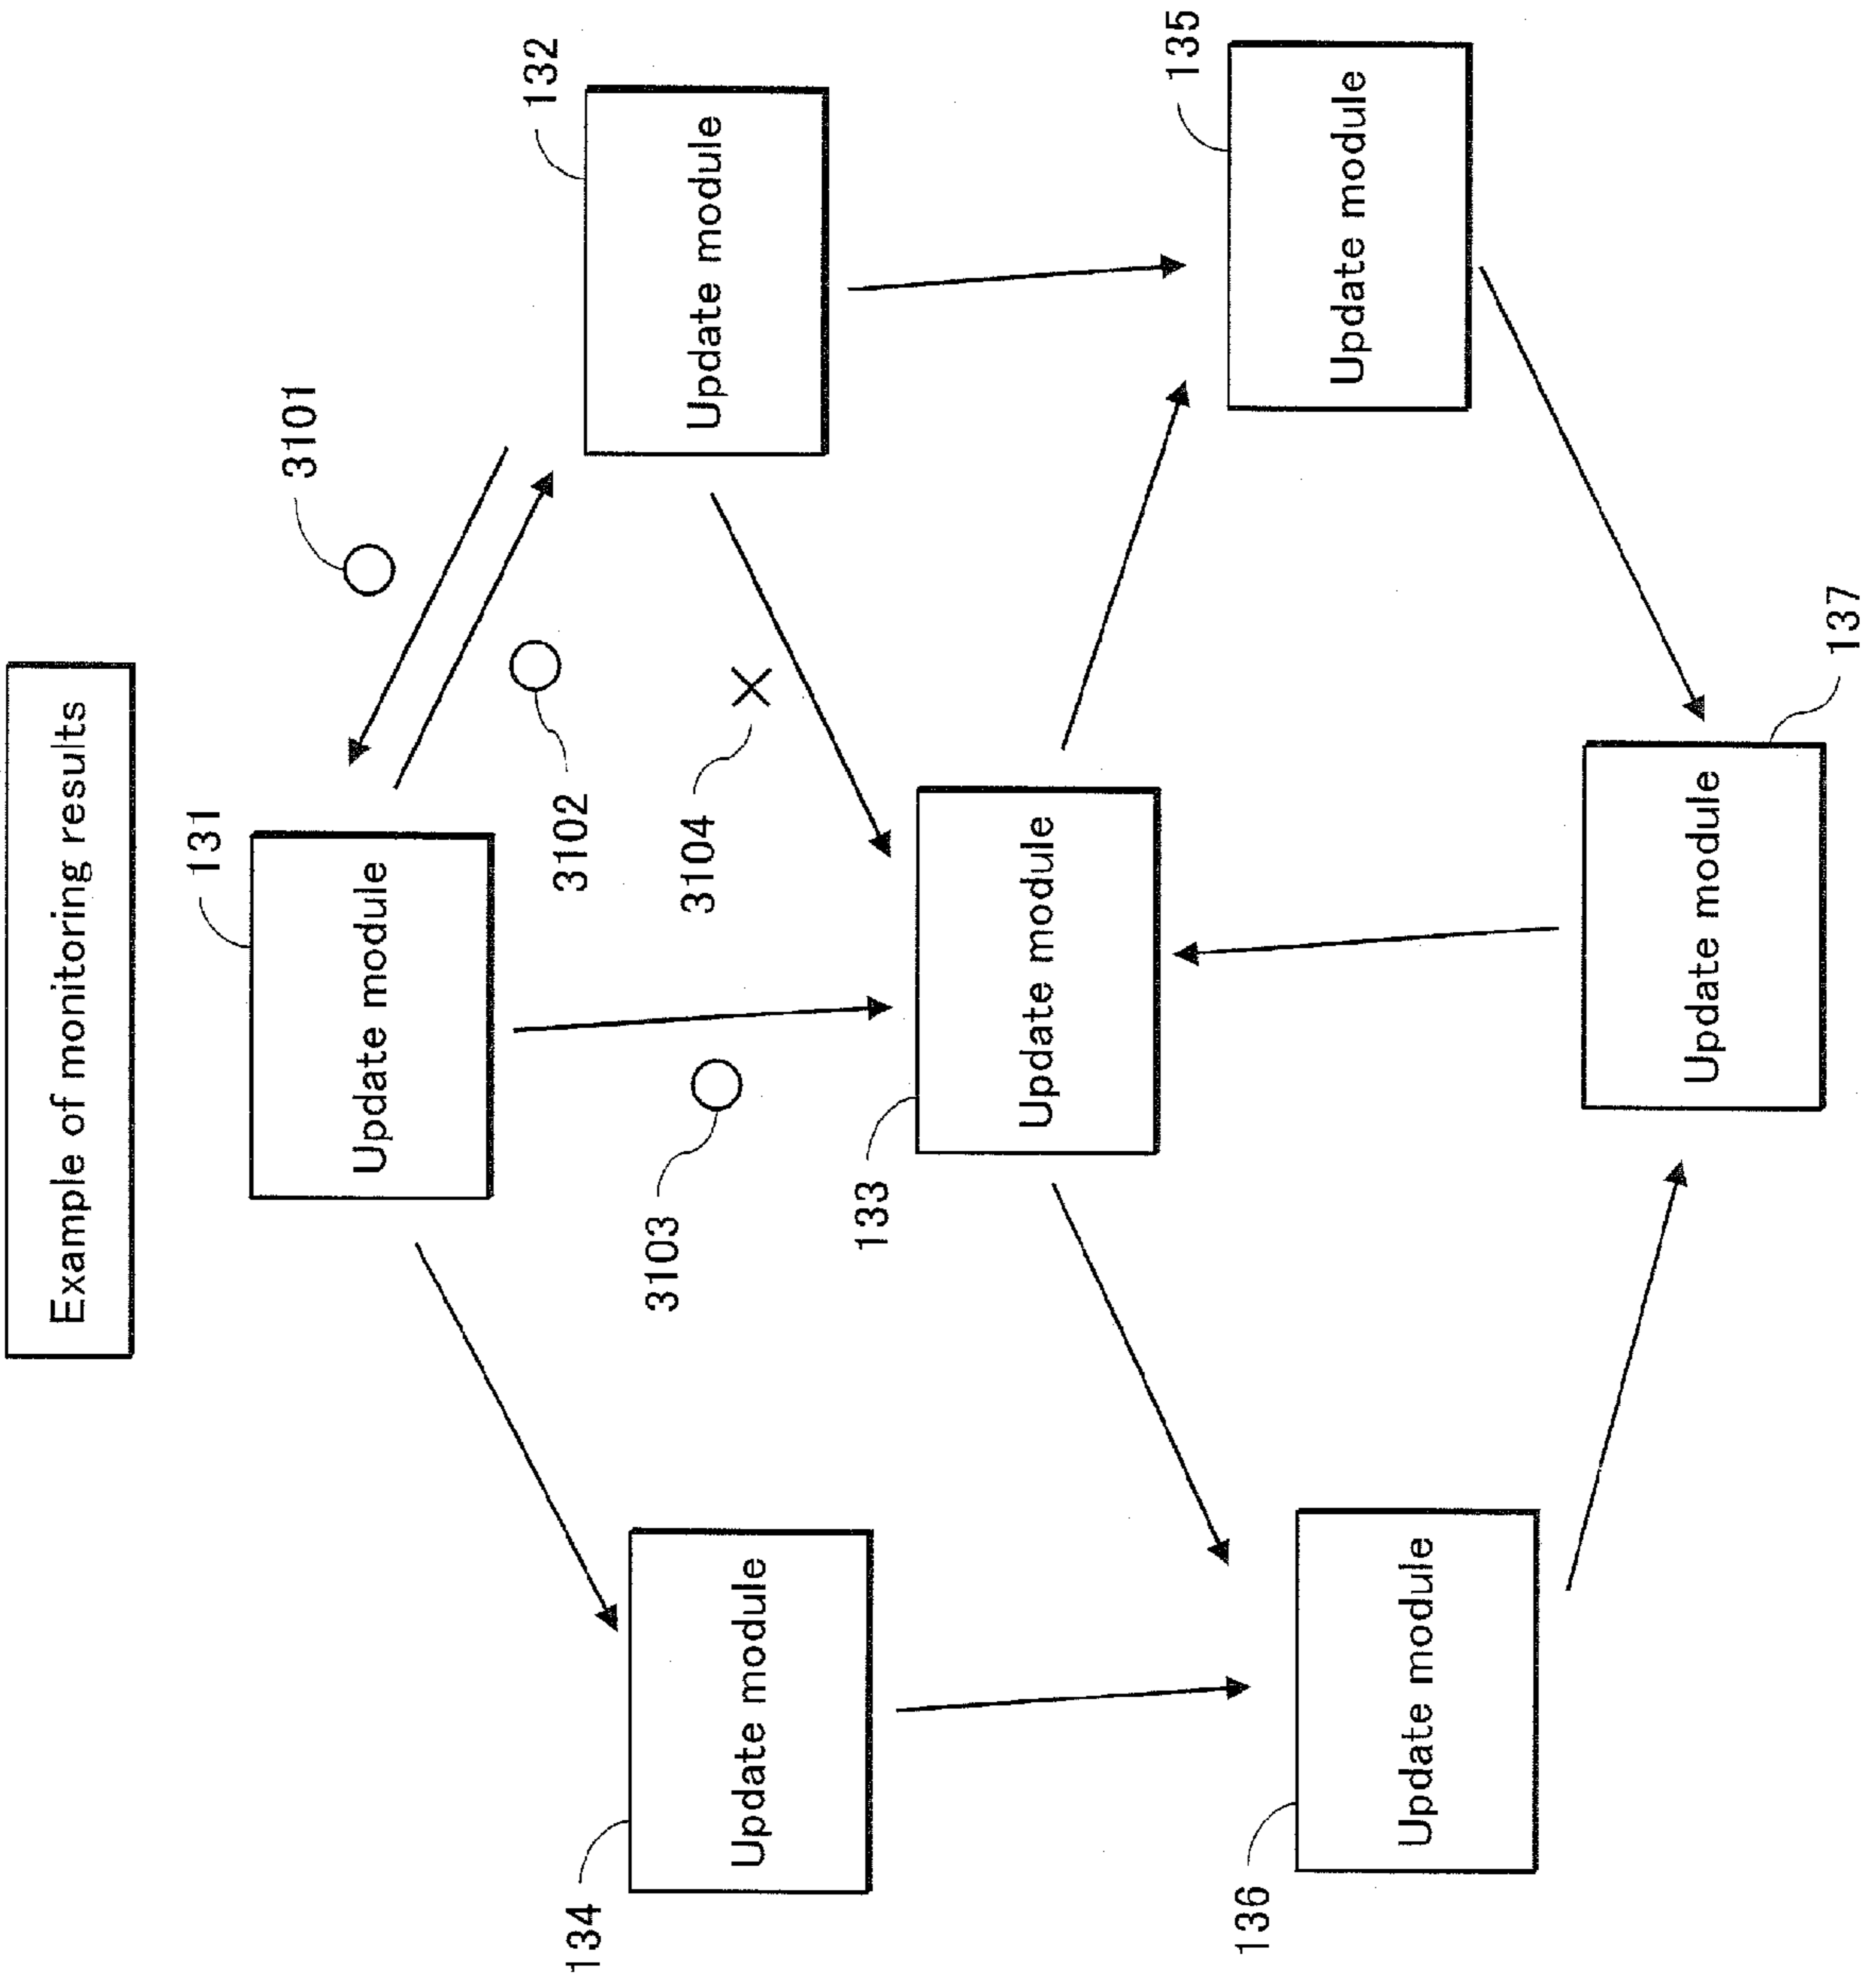 Example of monitoring results
131
Update module
3101
132
Update module
3102
3103
3104
134
Update module
133
Update module
135
Update module
136
Update module
137
Update module